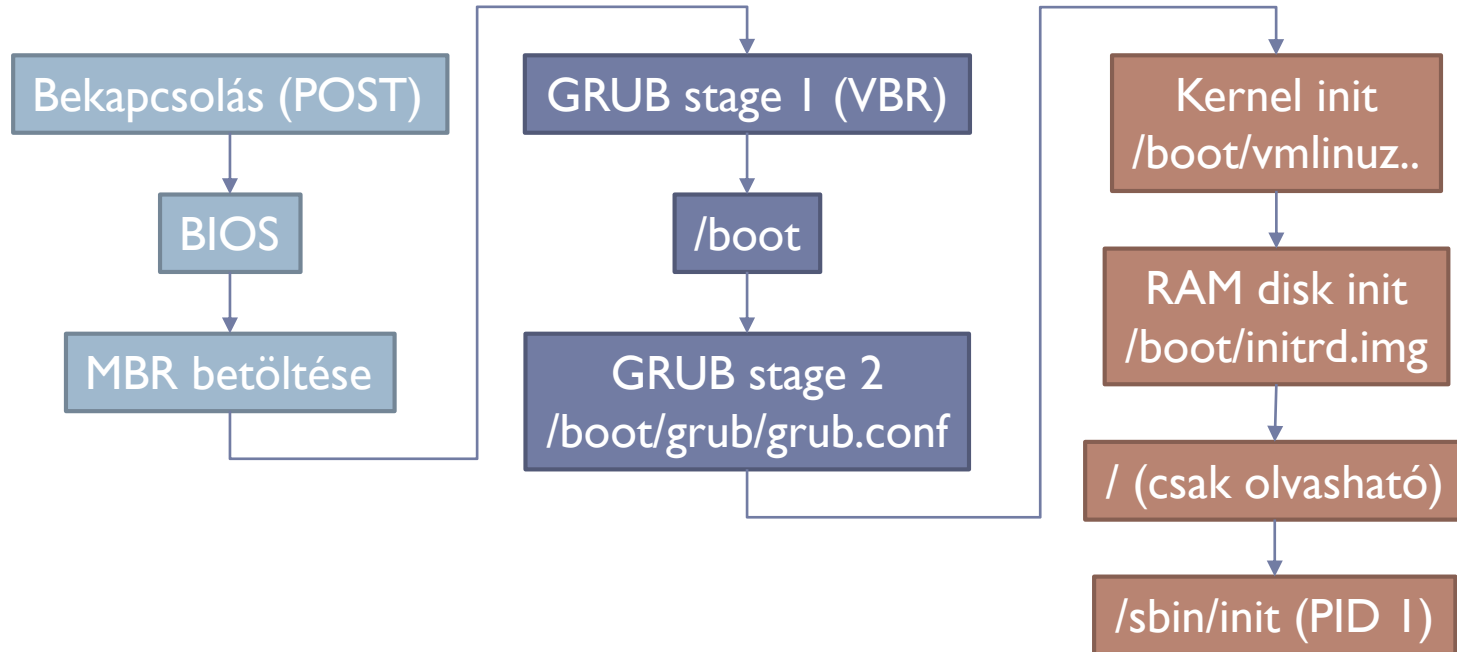 Bekapcsolás (POST)
BIOS
MBR betöltése
GRUB stage 1 (VBR)
/boot
GRUB stage 2
/boot/grub/grub.conf
Kernel init
/boot/vmlinuz..
RAM disk init
/boot/initrd.img
/ (csak olvasható)
/sbin/init (PID 1)